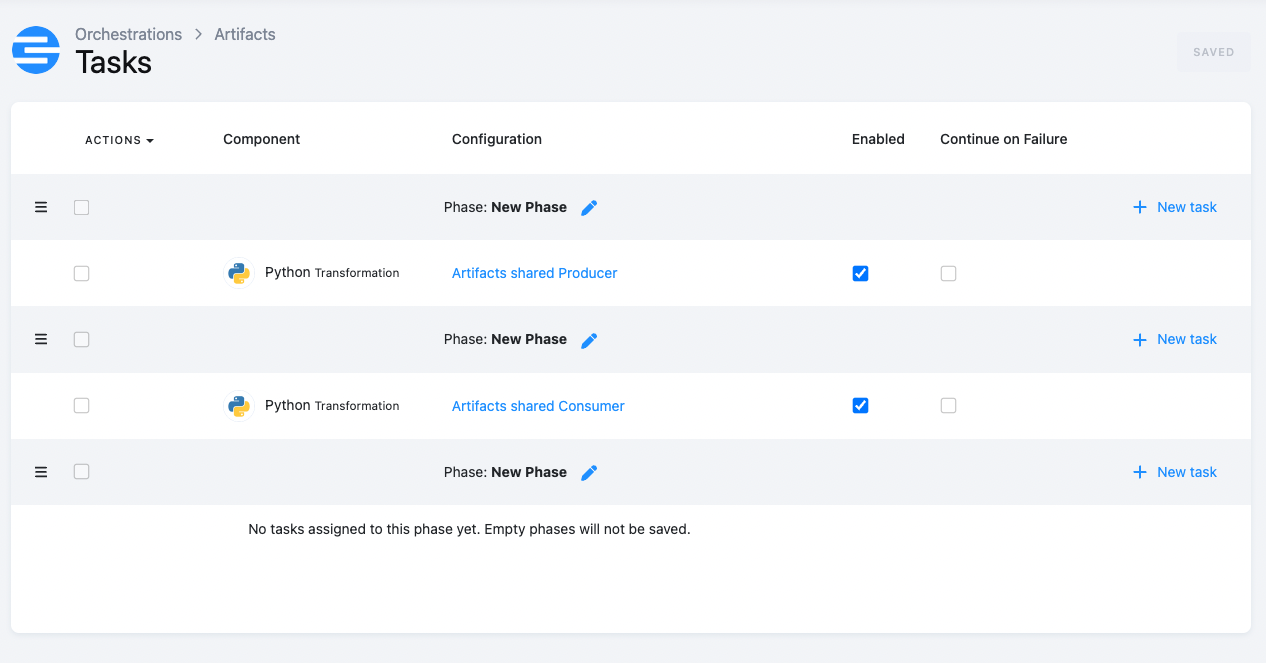 Orchestrations > Artifacts
Tasks
SAVED
ACTIONS Component Configuration Enabled Continue on Failure
Phase: New Phase + New task
Python Transformation Artifacts shared Producer
Phase: New Phase + New task
Python Transformation Artifacts shared Consumer
Phase: New Phase + New task
No tasks assigned to this phase yet. Empty phases will not be saved.